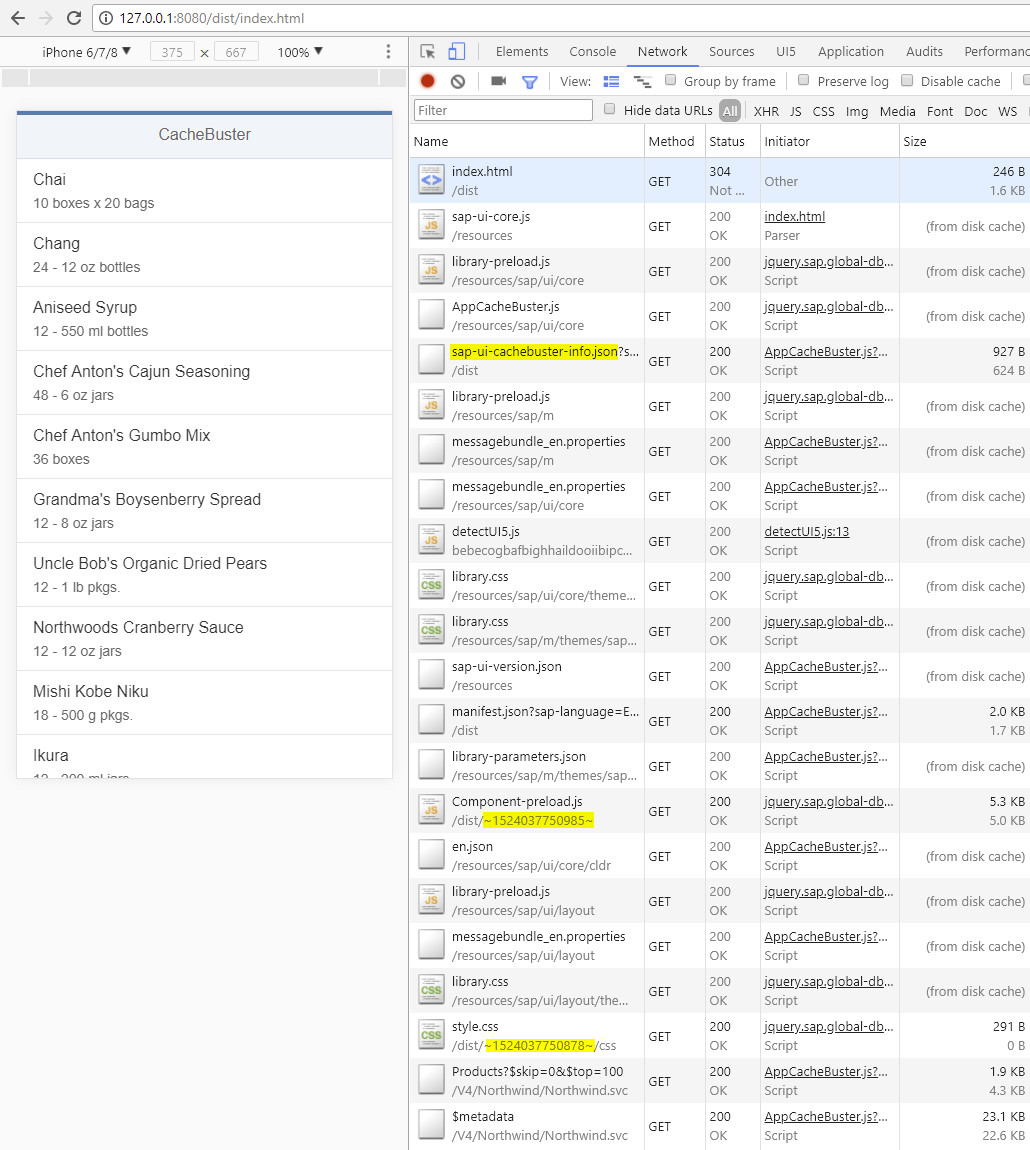 127.0.0.1:8080/dist/index.html
iPhone 6/7/8 ▼ 375 × 667 100% ▼
Elements Console Network Sources UI5 Application Audits Performanc
View: Group by frame Preserve log Disable cache
Filter Hide data URLs All XHR JS CSS Img Media Font Doc WS
Name Method Status Initiator Size
CacheBuster
Chai
10 boxes x 20 bags
Chang
24 - 12 oz bottles
Aniseed Syrup
12 - 550 ml bottles
Chef Anton's Cajun Seasoning
48 - 6 oz jars
Chef Anton's Gumbo Mix
36 boxes
Grandma's Boysenberry Spread
12 - 8 oz jars
Uncle Bob's Organic Dried Pears
12 - 1 lb pkgs.
Northwoods Cranberry Sauce
12 - 12 oz jars
Mishi Kobe Niku
18 - 500 g pkgs.
Ikura
12 - 200 ml jars
index.html GET 304 Other 246 B
/dist Not ... 1.6 KB
sap-ui-core.js GET 200 index.html (from disk cache)
/resources OK Parser
library-preload.js GET 200 jquery.sap.global-db... (from disk cache)
/resources/sap/ui/core OK Script
AppCacheBuster.js GET 200 jquery.sap.global-db... (from disk cache)
/resources/sap/ui/core OK Script
sap-ui-cachebuster-info.json?s... GET 200 AppCacheBuster.js?... 927 B
/dist OK Script 624 B
library-preload.js GET 200 jquery.sap.global-db... (from disk cache)
/resources/sap/m OK Script
messagebundle_en.properties GET 200 AppCacheBuster.js?... (from disk cache)
/resources/sap/m OK Script
messagebundle_en.properties GET 200 AppCacheBuster.js?... (from disk cache)
/resources/sap/ui/core OK Script
detectUI5.js GET 200 detectUI5.js:13 (from disk cache)
bebecogbafbighhaildooiibipc... OK Script
library.css GET 200 jquery.sap.global-db... (from disk cache)
/resources/sap/ui/core/theme... OK Script
library.css GET 200 jquery.sap.global-db... (from disk cache)
/resources/sap/m/themes/sap... OK Script
sap-ui-version.json GET 200 AppCacheBuster.js?... (from disk cache)
/resources OK Script
manifest.json?sap-language=E... GET 200 AppCacheBuster.js?... 2.0 KB
/dist OK Script 1.7 KB
library-parameters.json GET 200 AppCacheBuster.js?... (from disk cache)
/resources/sap/m/themes/sap... OK Script
Component-preload.js GET 200 jquery.sap.global-db... 5.3 KB
/dist/~1524037750985~ OK Script 5.0 KB
en.json GET 200 AppCacheBuster.js?... (from disk cache)
/resources/sap/ui/core/cldr OK Script
library-preload.js GET 200 jquery.sap.global-db... (from disk cache)
/resources/sap/ui/layout OK Script
messagebundle_en.properties GET 200 AppCacheBuster.js?... (from disk cache)
/resources/sap/ui/layout OK Script
library.css GET 200 jquery.sap.global-db... (from disk cache)
/resources/sap/ui/layout/the... OK Script
style.css GET 200 jquery.sap.global-db... 291 B
/dist/~1524037750878~/css OK Script 0 B
Products?$skip=0&$top=100 GET 200 AppCacheBuster.js?... 1.9 KB
/V4/Northwind/Northwind.svc OK Script 4.3 KB
$metadata GET 200 AppCacheBuster.js?... 23.1 KB
/V4/Northwind/Northwind.svc OK Script 22.6 KB